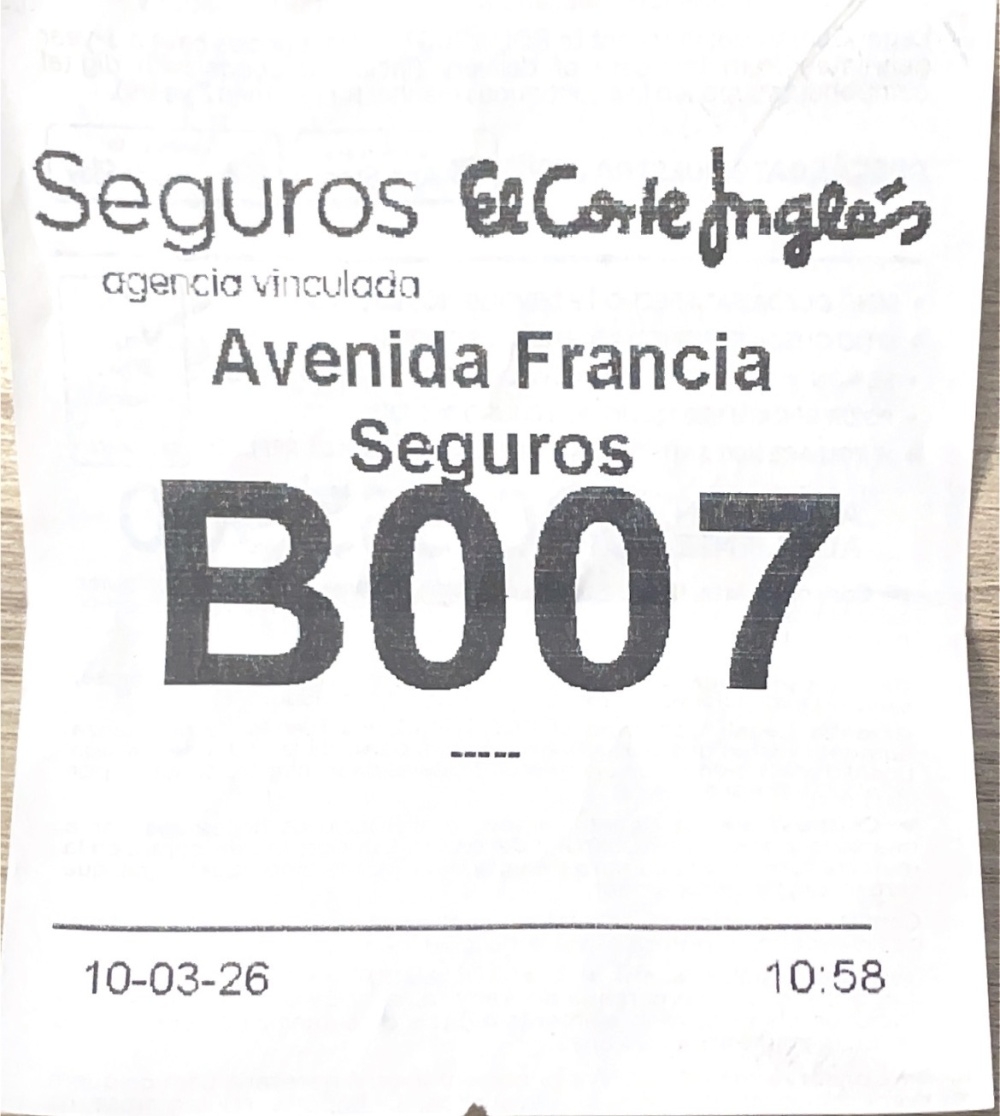 Seguros El Corte Inglés
agencia vinculada
Avenida Francia
Seguros
B007
-----
10-03-26 10:58